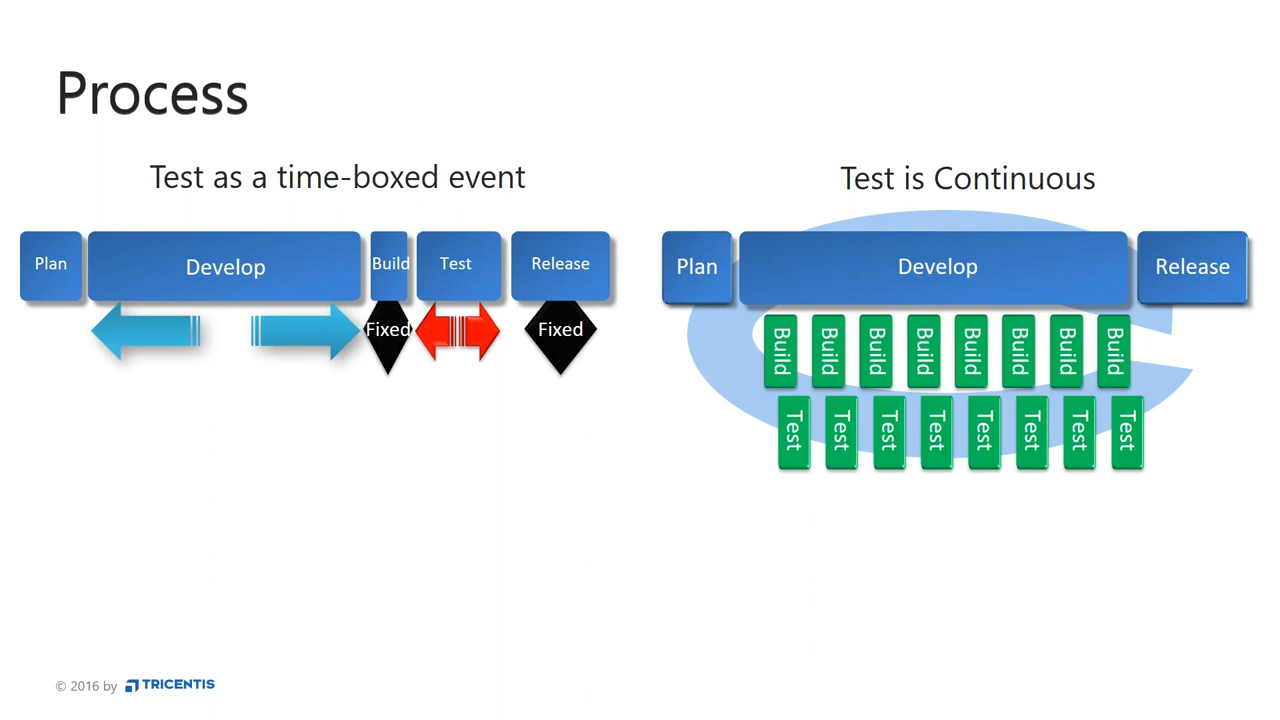 Process
Test as a time-boxed event
Plan
Develop
Build
Test
Release
Fixed
Fixed
Test is Continuous
Plan
Develop
Release
Build
Build
Build
Build
Build
Build
Build
Build
Test
Test
Test
Test
Test
Test
Test
Test
© 2016 by TRICENTIS